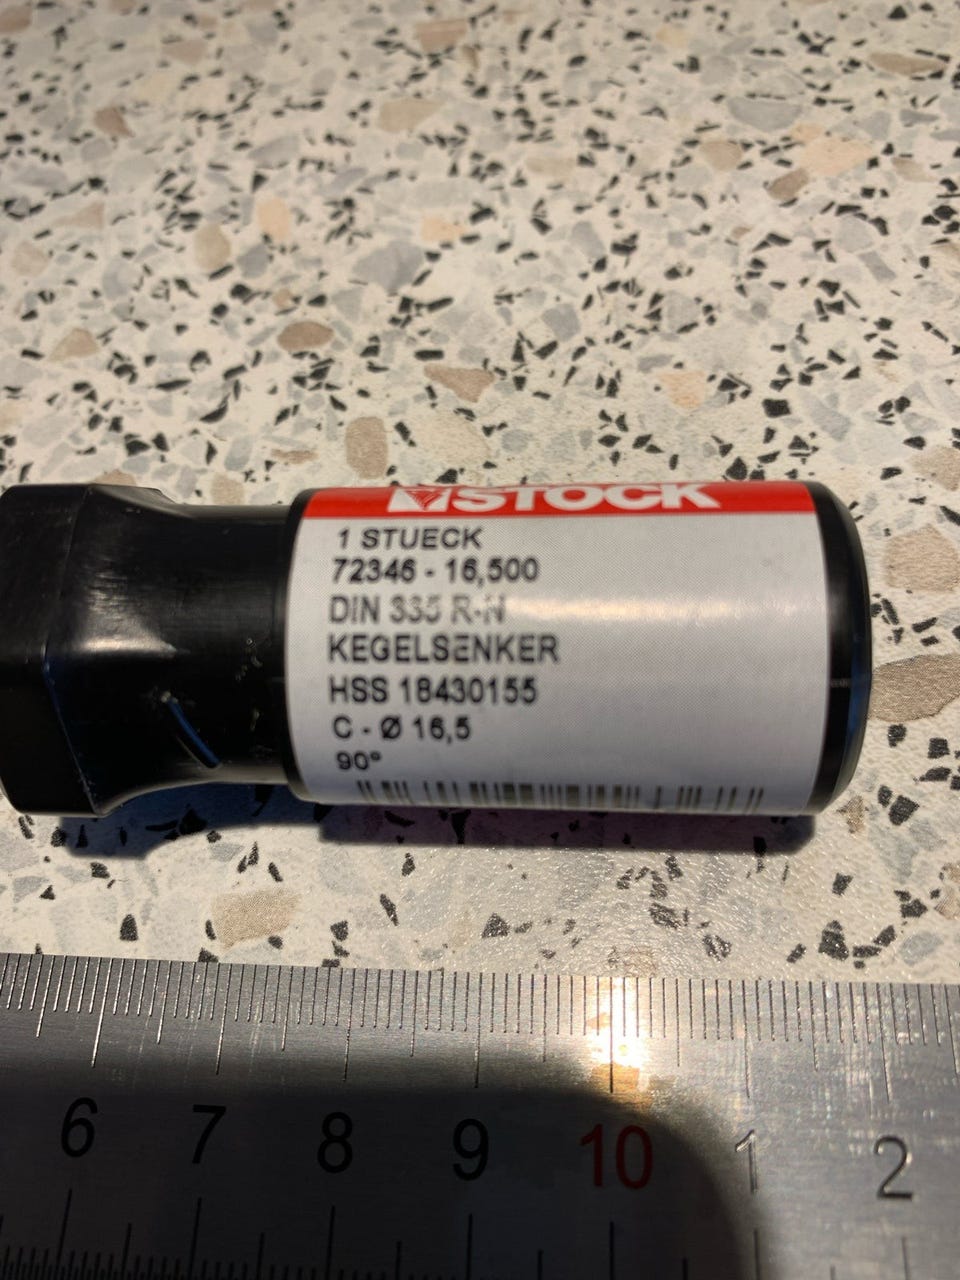 STOCK
1 STUECK
72346 - 16,500
DIN 335 R-N
KEGELSENKER
HSS 18430155
C - Ø 16,5
90°
6 7 8 9 10 1 2